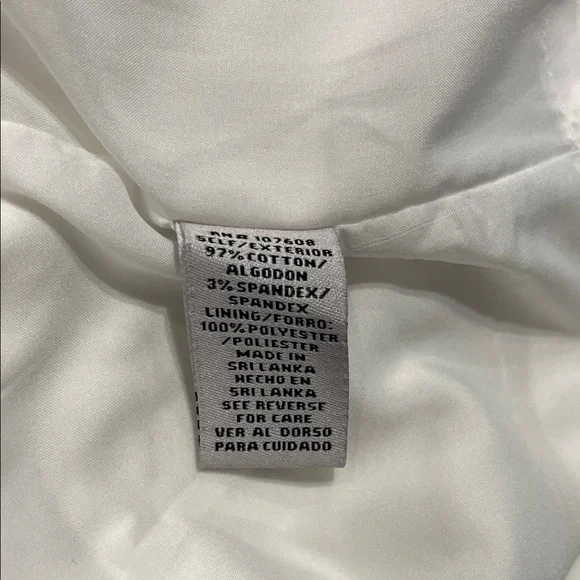 AN# 107608
SELF/EXTERIOR
97% COTTON/
ALGODON
3% SPANDEX/
SPANDEX
LINING/FORRO:
100% POLYESTER
/POLIESTER
MADE IN
SRI LANKA
HECHO EN
SRI LANKA
SEE REVERSE
FOR CARE
VER AL DORSO
PARA CUIDADO